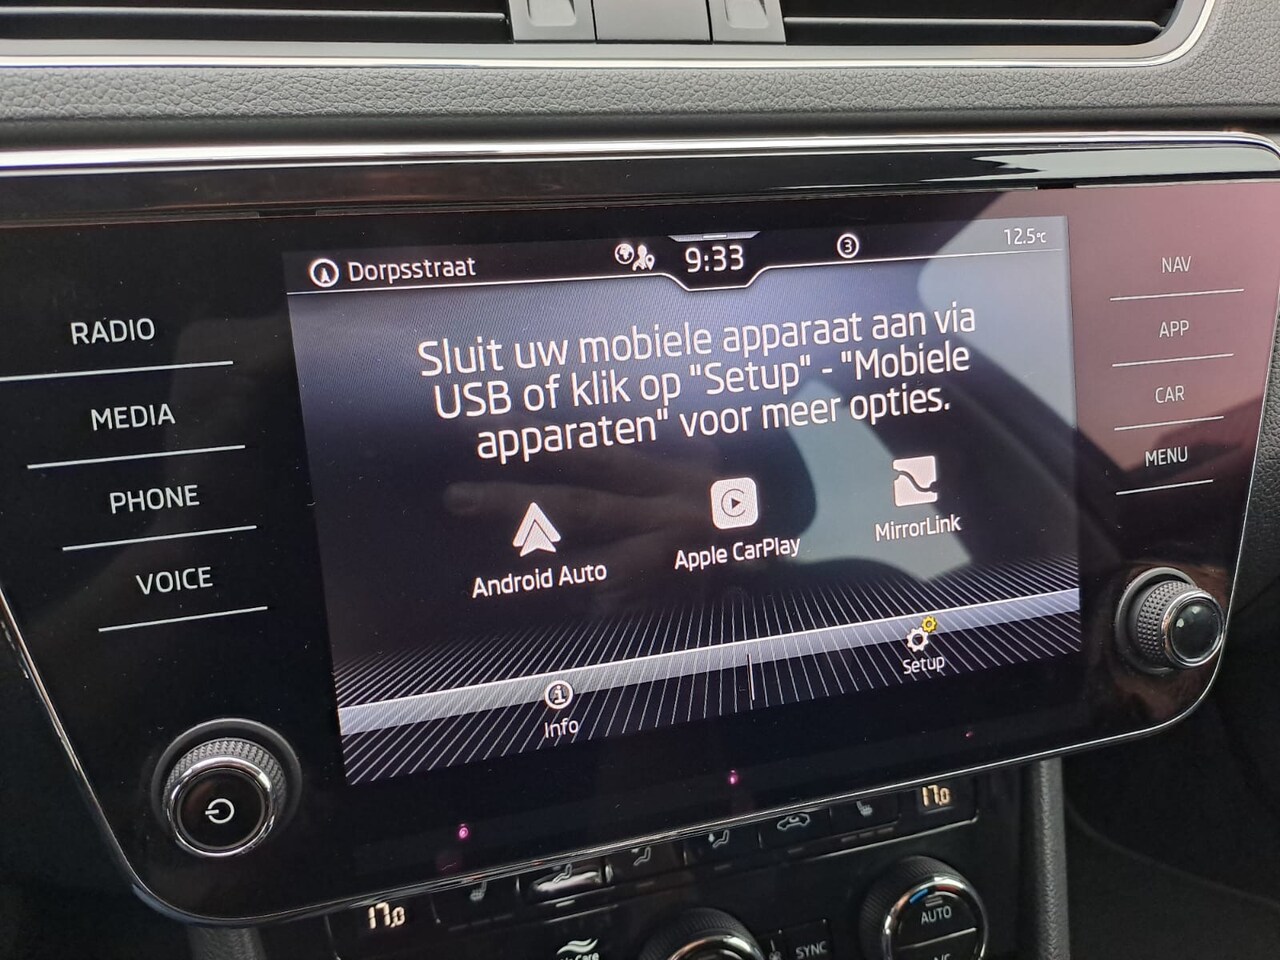 Dorpsstraat
9:33
3
12.5°C
RADIO
MEDIA
PHONE
VOICE
Sluit uw mobiele apparaat aan via
USB of klik op "Setup" - "Mobiele
apparaten" voor meer opties.
Android Auto
Apple CarPlay
MirrorLink
Info
Setup
NAV
APP
CAR
MENU
17.0
17.0
SYNC
AUTO